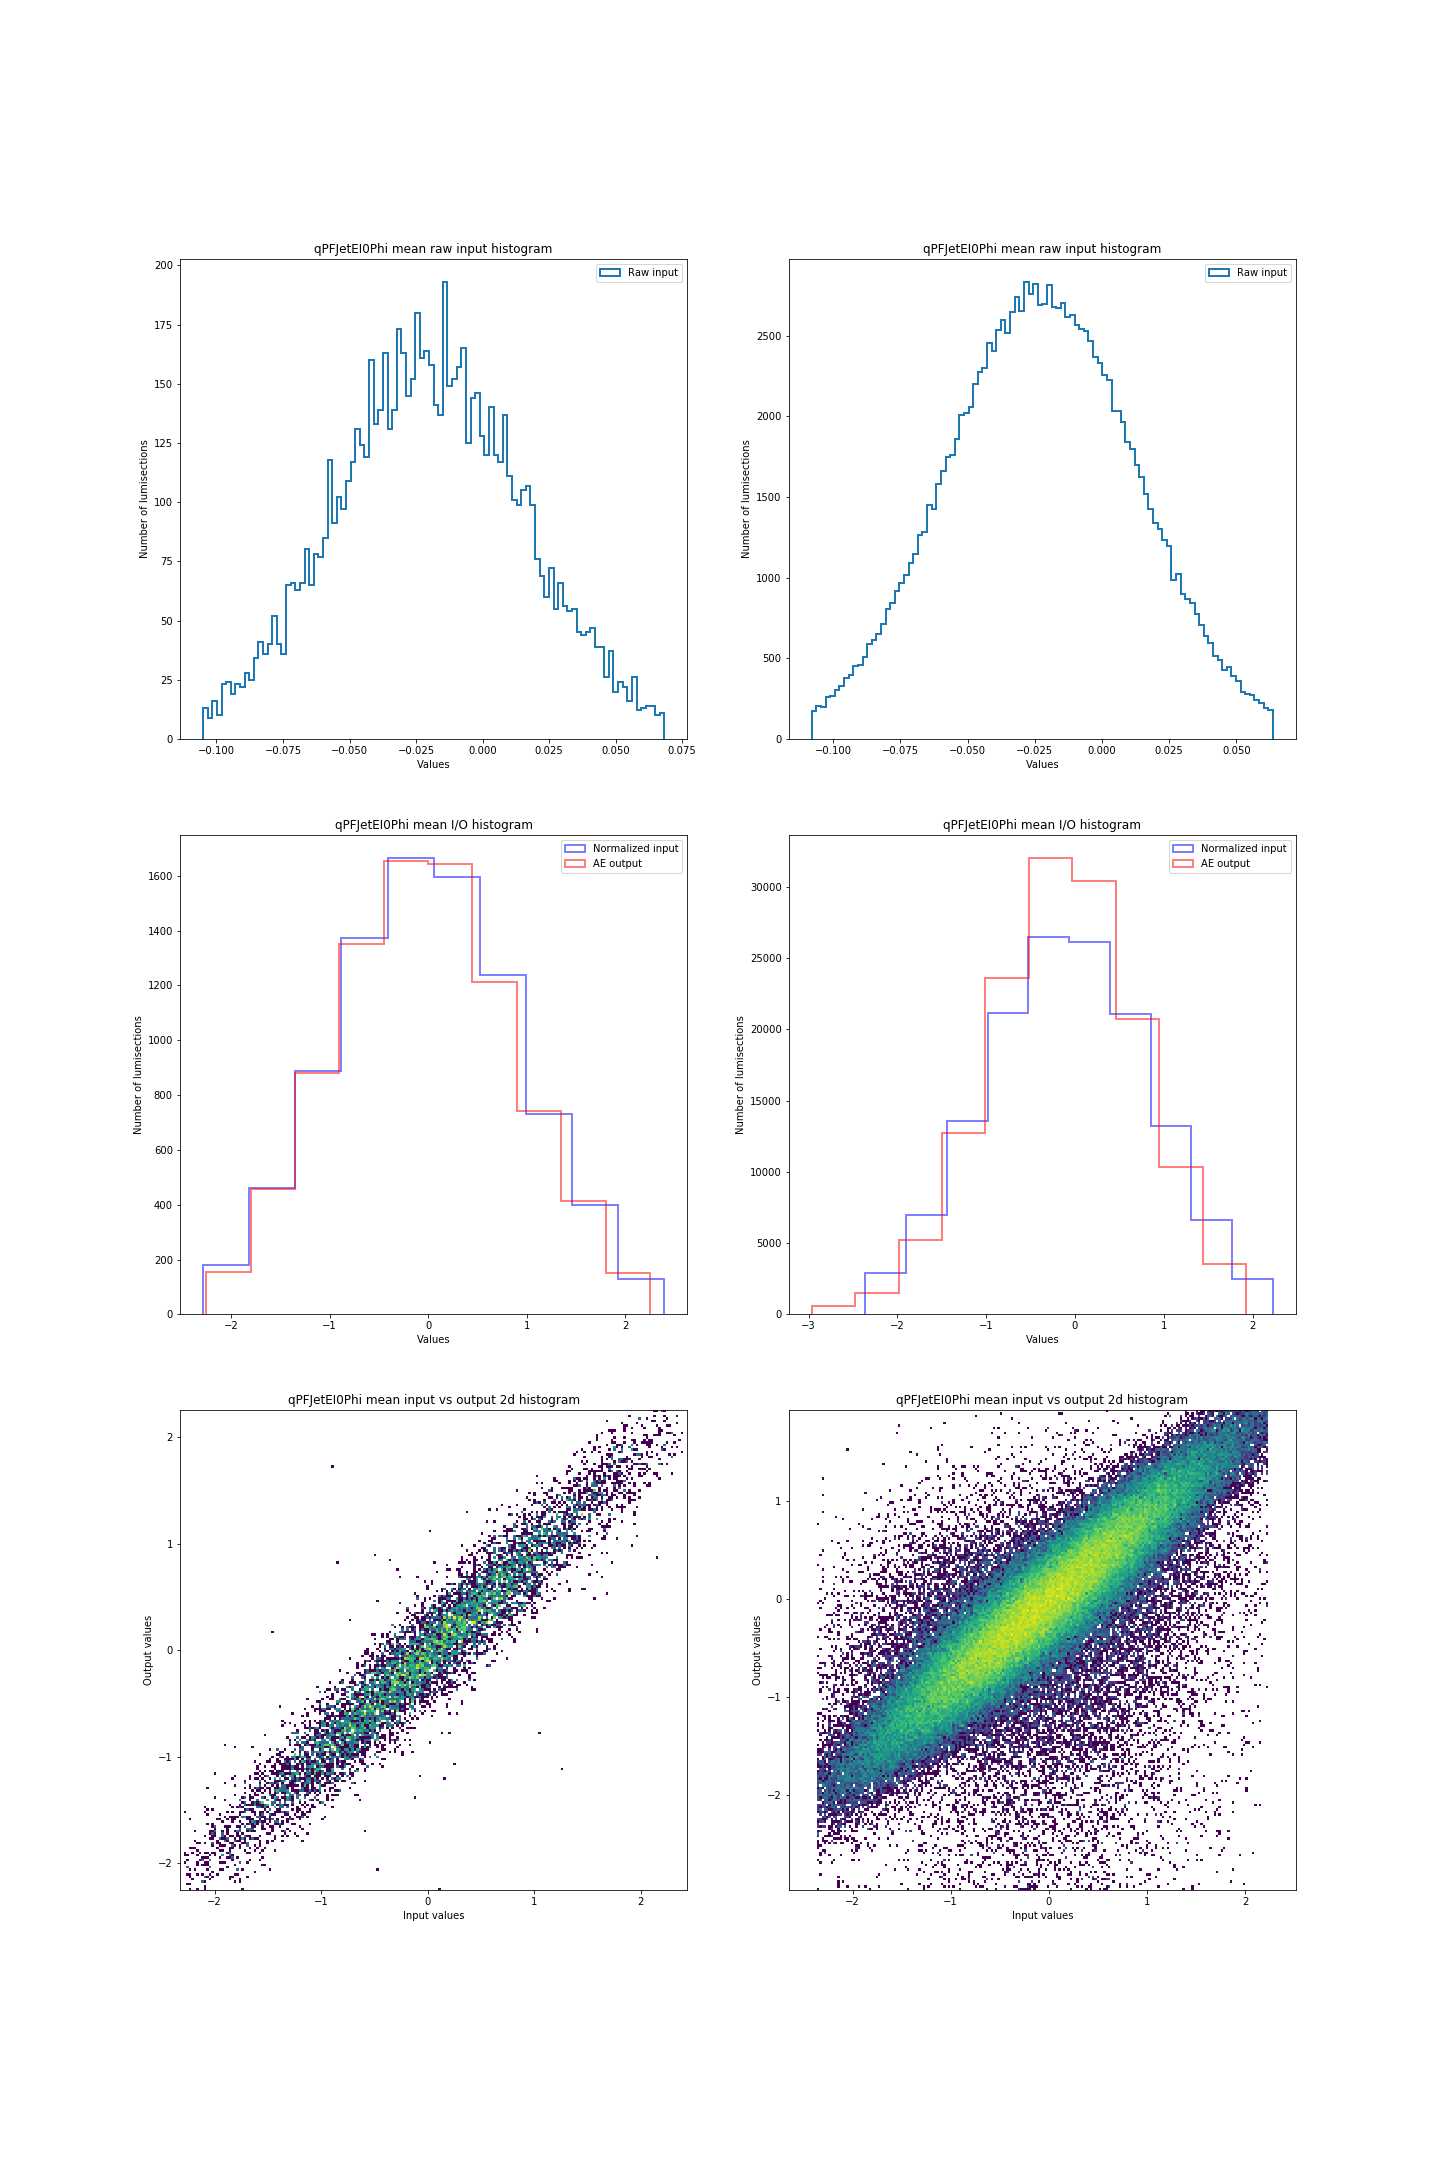 qPFJetEI0Phi mean raw input histogram
Raw input
Number of lumisections
200
175
150
125
100
75
50
25
0
−0.100 −0.075 −0.050 −0.025 0.000 0.025 0.050 0.075
Values
qPFJetEI0Phi mean raw input histogram
Raw input
Number of lumisections
2500
2000
1500
1000
500
0
−0.100 −0.075 −0.050 −0.025 0.000 0.025 0.050
Values
qPFJetEI0Phi mean I/O histogram
Normalized input
AE output
Number of lumisections
1600
1400
1200
1000
800
600
400
200
0
−2 −1 0 1 2
Values
qPFJetEI0Phi mean I/O histogram
Normalized input
AE output
Number of lumisections
30000
25000
20000
15000
10000
5000
0
−3 −2 −1 0 1 2
Values
qPFJetEI0Phi mean input vs output 2d histogram
Output values
2
1
0
−1
−2
−2 −1 0 1 2
Input values
qPFJetEI0Phi mean input vs output 2d histogram
Output values
1
0
−1
−2
−2 −1 0 1 2
Input values